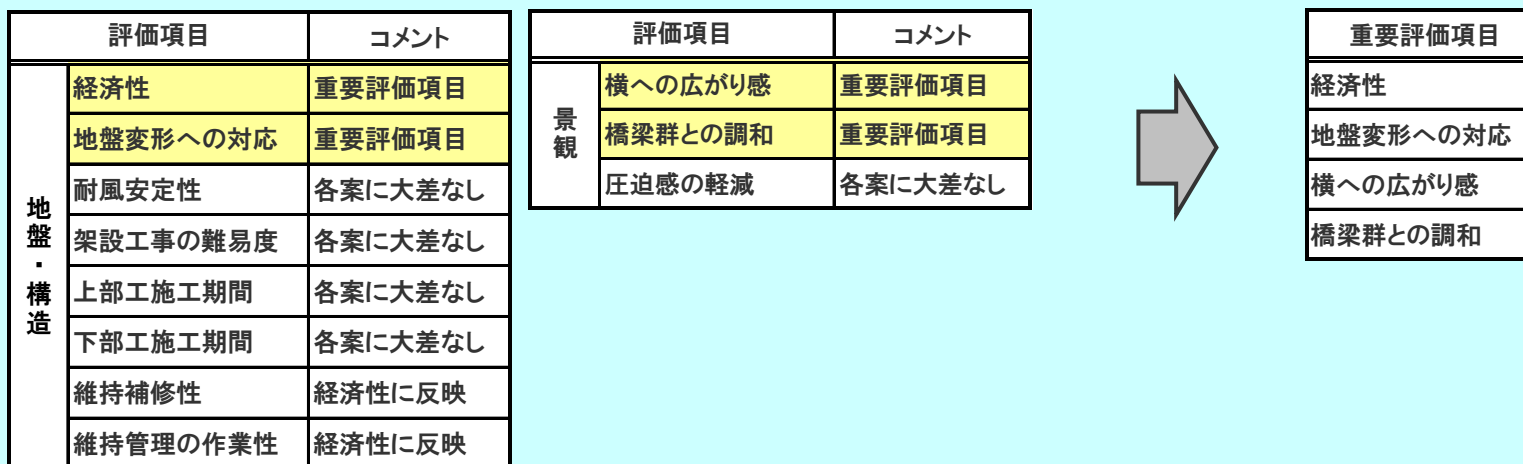 評価項目 コメント
地盤・構造
経済性 重要評価項目
地盤変形への対応 重要評価項目
耐風安定性 各案に大差なし
架設工事の難易度 各案に大差なし
上部工施工期間 各案に大差なし
下部工施工期間 各案に大差なし
維持補修性 経済性に反映
維持管理の作業性 経済性に反映
評価項目 コメント
景観
横への広がり感 重要評価項目
橋梁群との調和 重要評価項目
圧迫感の軽減 各案に大差なし
重要評価項目
経済性
地盤変形への対応
横への広がり感
橋梁群との調和